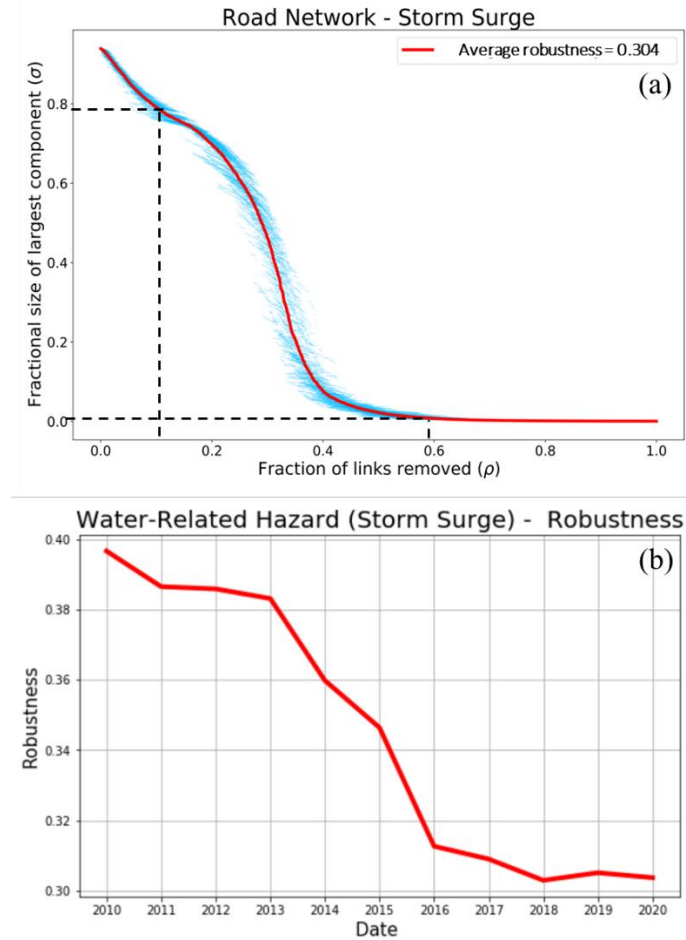 Road Network - Storm Surge
Average robustness = 0.304
(a)
Fractional size of largest component (σ)
0.8
0.6
0.4
0.2
0.0
0.0 0.2 0.4 0.6 0.8 1.0
Fraction of links removed (ρ)
Water-Related Hazard (Storm Surge) - Robustness
(b)
Robustness
0.40
0.38
0.36
0.34
0.32
0.30
2010 2011 2012 2013 2014 2015 2016 2017 2018 2019 2020
Date